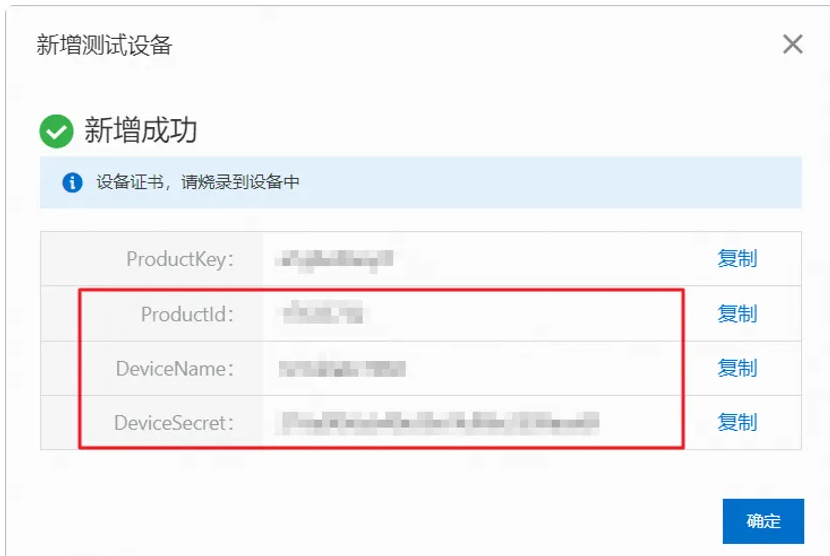 新增测试设备
新增成功
设备证书，请烧录到设备中
ProductKey： 复制
ProductId： 复制
DeviceName： 复制
DeviceSecret： 复制
确定